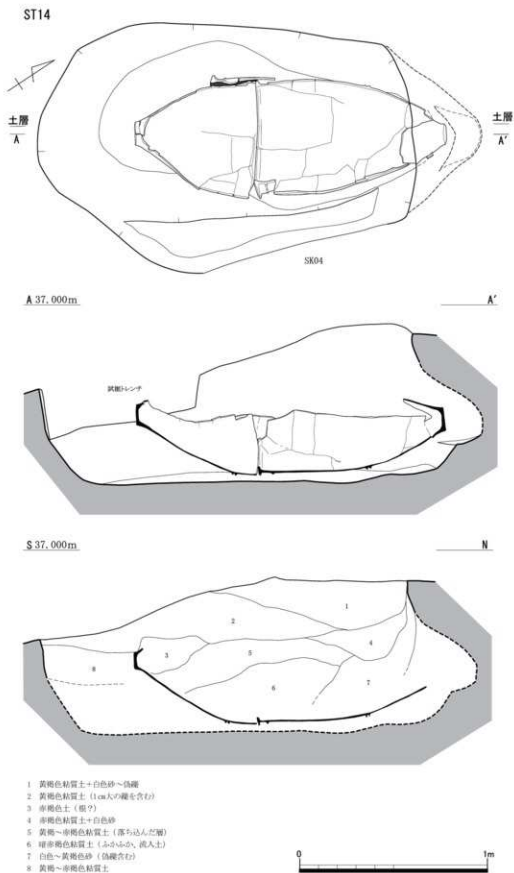 ST14
土層
A
土層
A'
SK04
A 37,000m
A'
試掘トレンチ
S 37,000m
N
1
2
3
4
5
6
7
8
1 黄褐色粘質土+白色砂~偽礫
2 黄褐色粘質土(1cm大の礫を含む)
3 赤褐色土(根?)
4 赤褐色粘質土+白色砂
5 黄褐~赤褐色粘質土(落ち込んだ層)
6 暗赤褐色粘質土(ふかふか、流入土)
7 白色~黄褐色砂(偽礫含む)
8 黄褐~赤褐色粘質土
0 1m